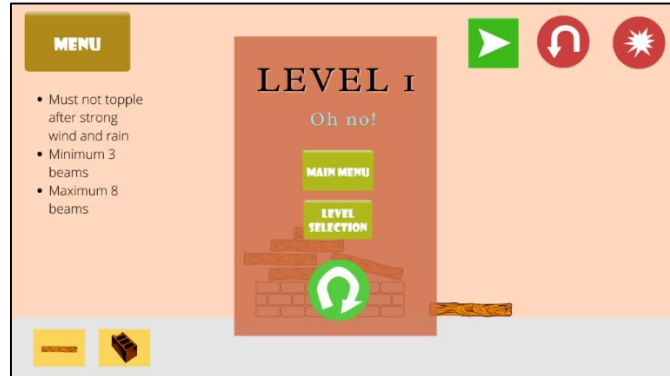 MENU
• Must not topple
after strong
wind and rain
• Minimum 3
beams
• Maximum 8
beams
LEVEL 1
Oh no!
MAIN MENU
LEVEL
SELECTION